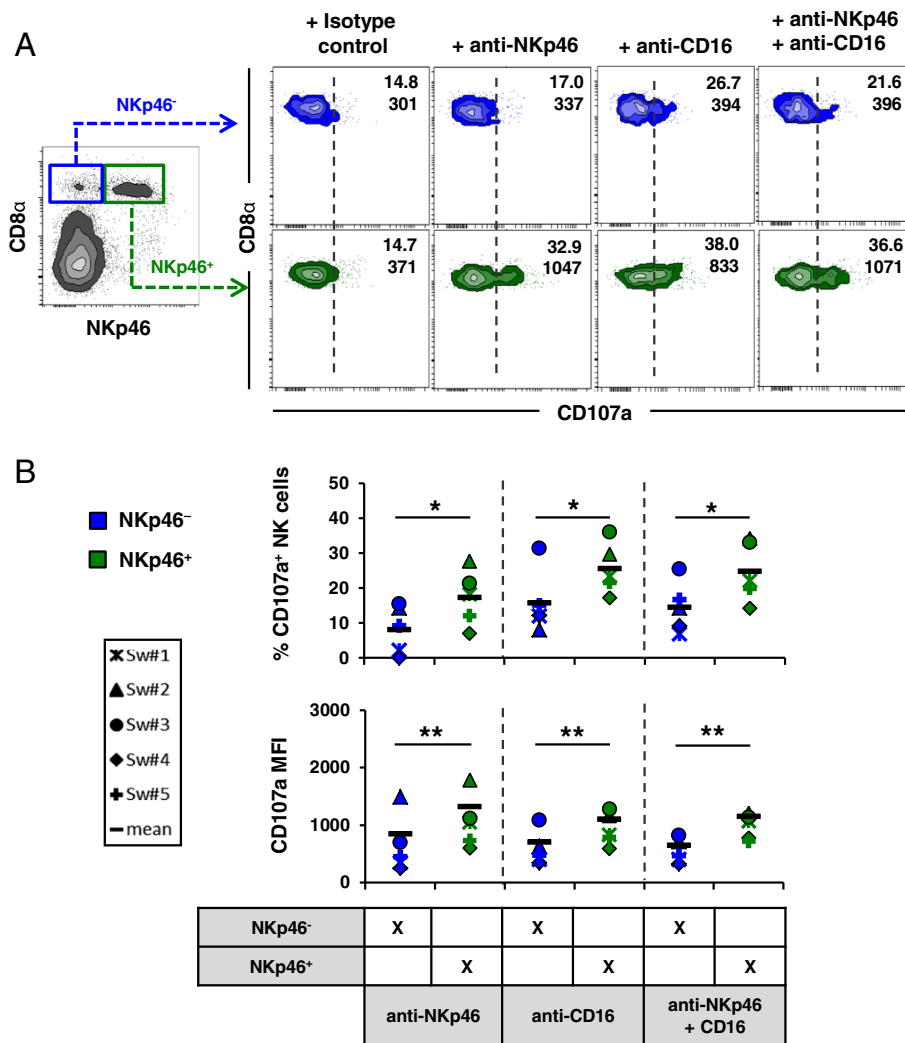 A
+ Isotype
control
+ anti-NKp46
+ anti-CD16
+ anti-NKp46
+ anti-CD16
NKp46⁻
CD8α
NKp46⁺
NKp46
CD8α
14.8
301
17.0
337
26.7
394
21.6
396
14.7
371
32.9
1047
38.0
833
36.6
1071
CD107a
B
NKp46⁻
NKp46⁺
Sw#1
Sw#2
Sw#3
Sw#4
Sw#5
mean
% CD107a⁺ NK cells
50
40
30
20
10
0
*
*
*
CD107a MFI
3000
2000
1000
0
**
**
**
NKp46⁻ X X X
NKp46⁺ X X X
anti-NKp46
anti-CD16
anti-NKp46
+ CD16